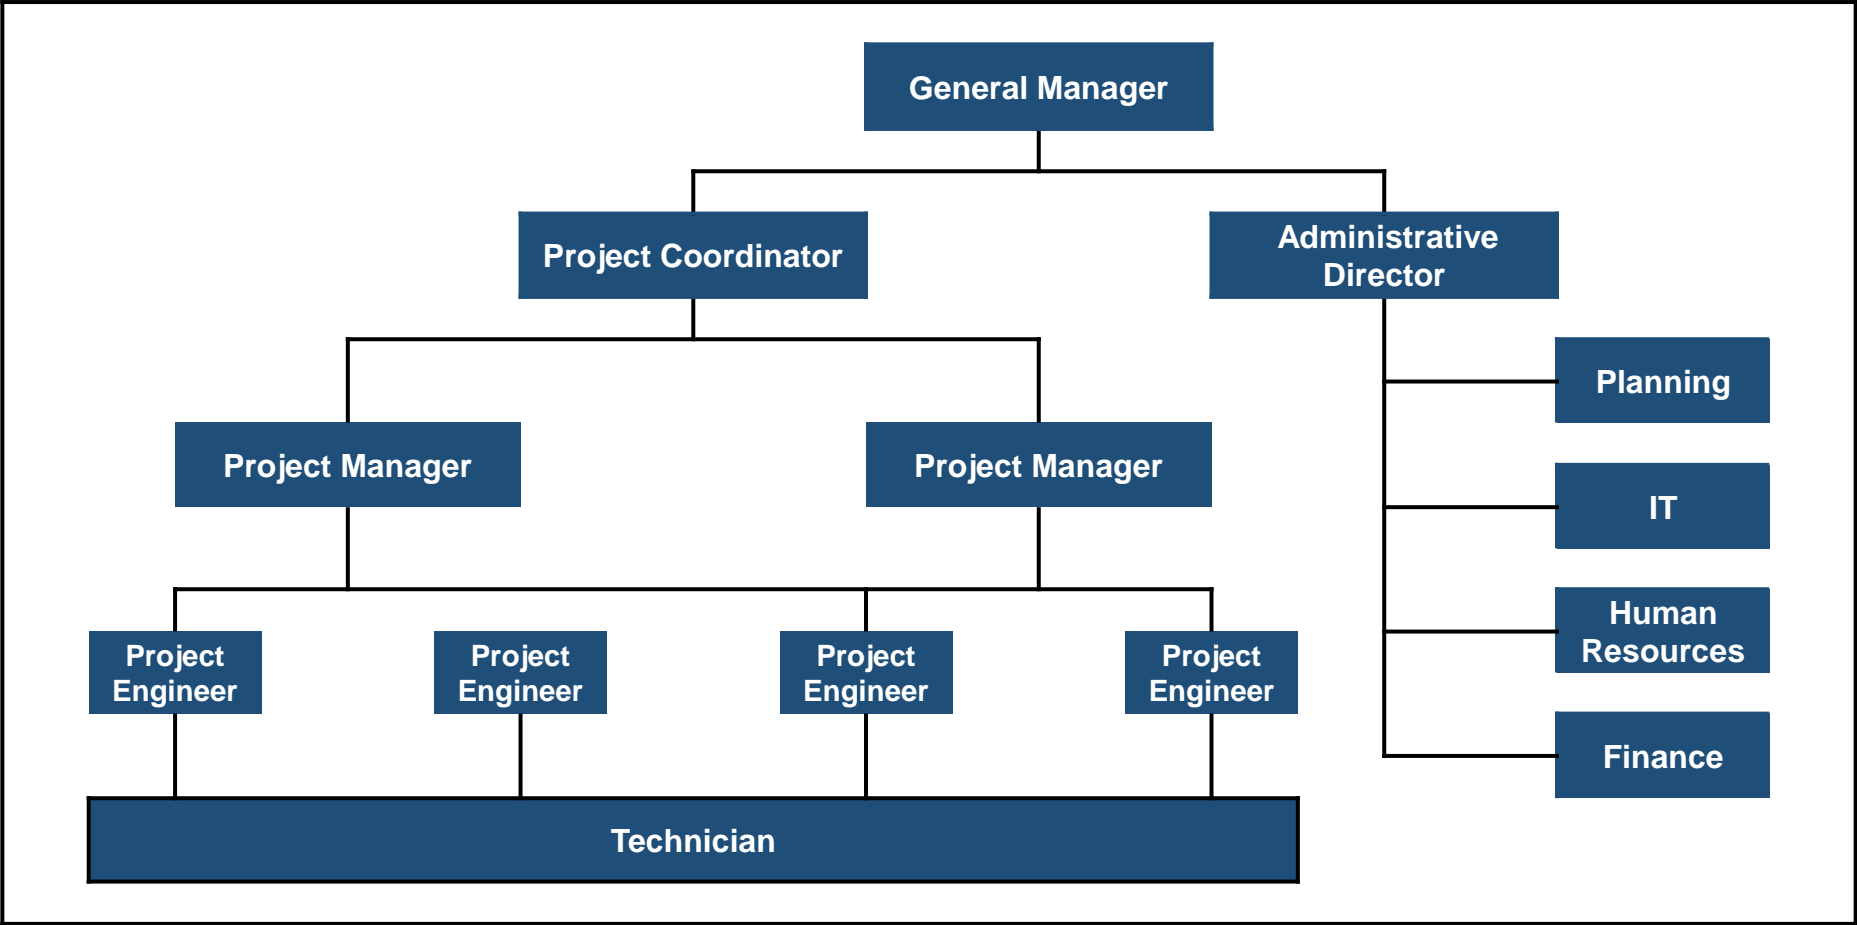 General Manager
Project Coordinator
Administrative
Director
Planning
Project Manager
Project Manager
IT
Human
Resources
Project
Engineer
Project
Engineer
Project
Engineer
Project
Engineer
Finance
Technician